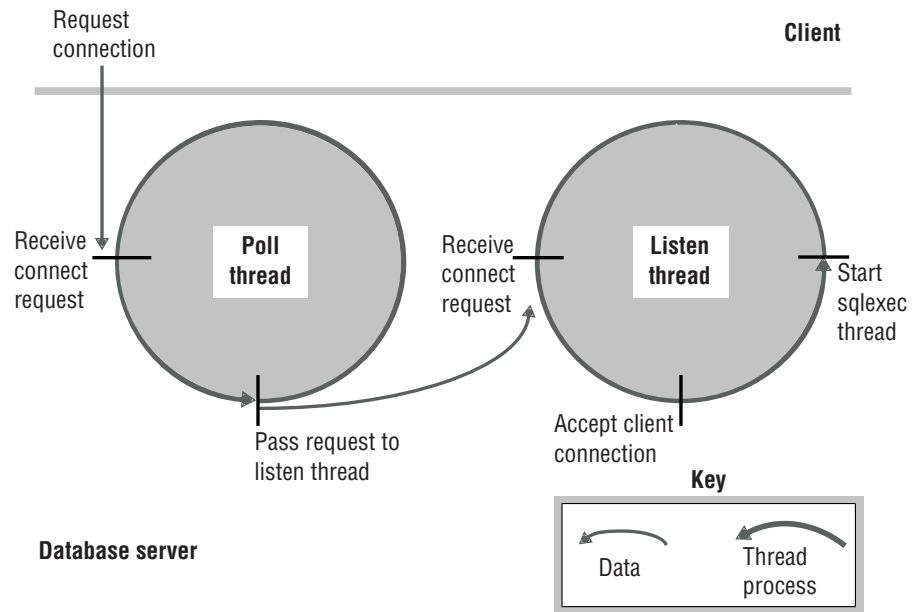 Request
connection
Client
Receive
connect
request
Poll
thread
Receive
connect
request
Listen
thread
Start
sqlexec
thread
Pass request to
listen thread
Accept client
connection
Key
Data
Thread
process
Database server